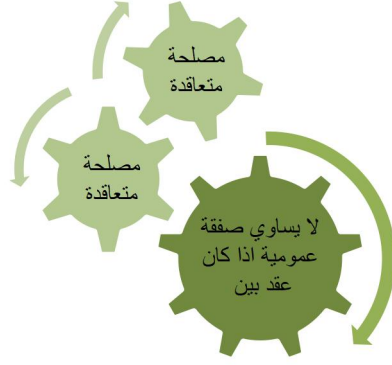 مصلحة
متعاقدة
مصلحة
متعاقدة
لا يساوي صفقة
عمومية اذا كان
عقد بين